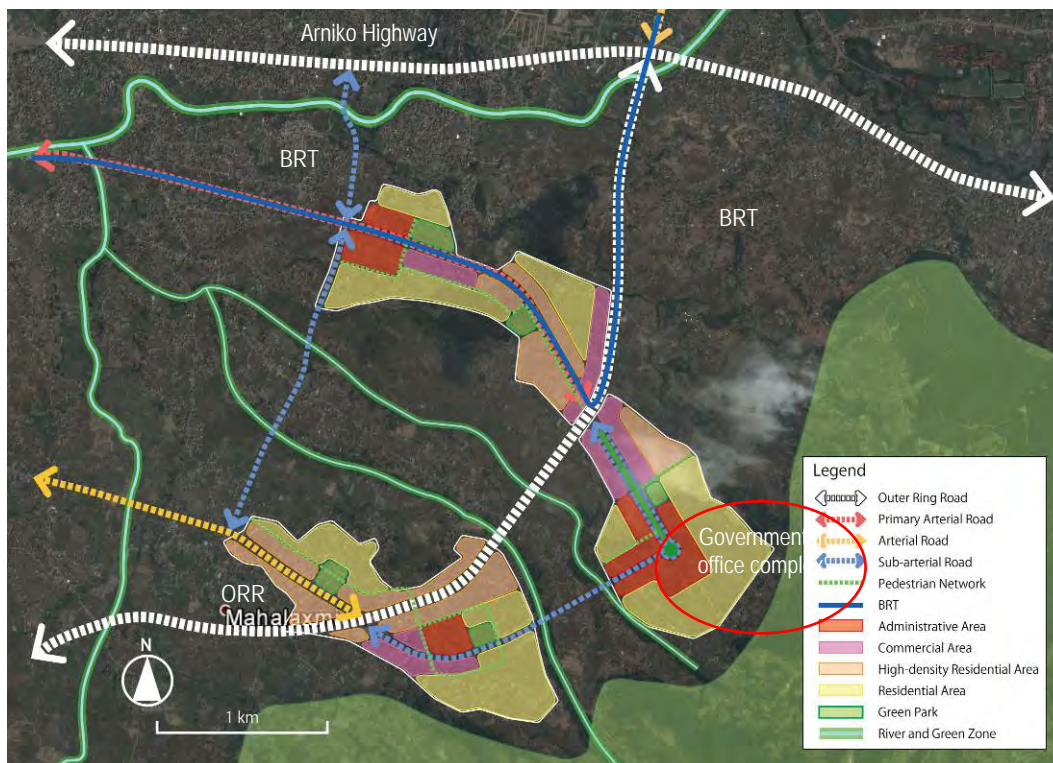 Arniko Highway
BRT
BRT
Government
office compl
ORR
Mahalaxm
N
1 km
Legend
Outer Ring Road
Primary Arterial Road
Arterial Road
Sub-arterial Road
Pedestrian Network
BRT
Administrative Area
Commercial Area
High-density Residential Area
Residential Area
Green Park
River and Green Zone